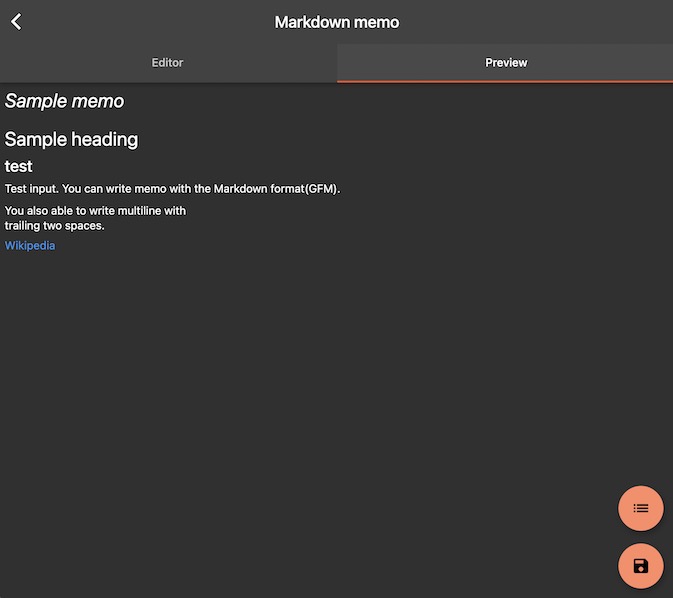 Markdown memo
Editor
Preview
Sample memo
Sample heading
test
Test input. You can write memo with the Markdown format(GFM).
You also able to write multiline with
trailing two spaces.
Wikipedia